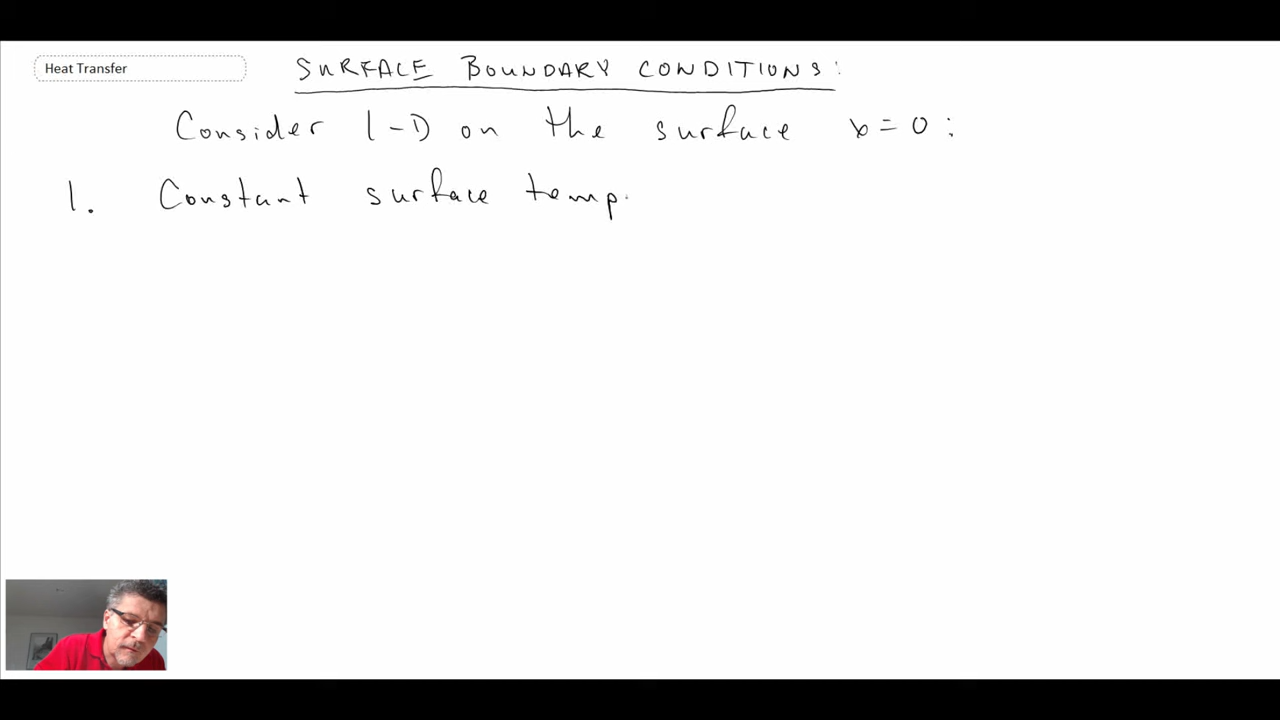 Heat Transfer
SURFACE BOUNDARY CONDITIONS:
Consider 1-D on the surface x=0:
1. Constant surface temp.